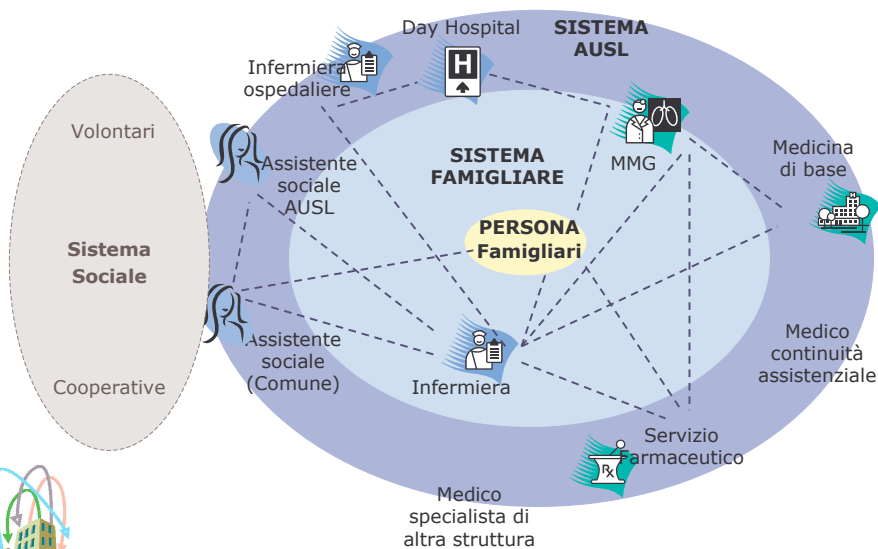 Day Hospital
SISTEMA
AUSL
Infermiera
ospedaliere
H
Volontari
Assistente
sociale
AUSL
SISTEMA
FAMIGLIARE
MMG
Medicina
di base
PERSONA
Famigliari
Sistema
Sociale
Assistente
sociale
(Comune)
Infermiera
Medico
continuità
assistenziale
Cooperative
Servizio
Farmaceutico
Rx
Medico
specialista di
altra struttura